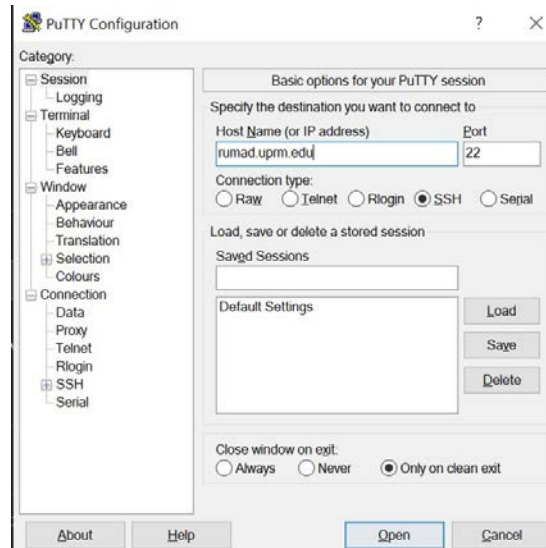 PuTTY Configuration ? ×
Category:
Session
Logging
Terminal
Keyboard
Bell
Features
Window
Appearance
Behaviour
Translation
Selection
Colours
Connection
Data
Proxy
Telnet
Rlogin
SSH
Serial
Basic options for your PuTTY session
Specify the destination you want to connect to
Host Name (or IP address) Port
rumad.uprm.edu 22
Connection type:
Raw Telnet Rlogin SSH Serial
Load, save or delete a stored session
Saved Sessions
Default Settings
Load
Save
Delete
Close window on exit:
Always Never Only on clean exit
About Help Open Cancel